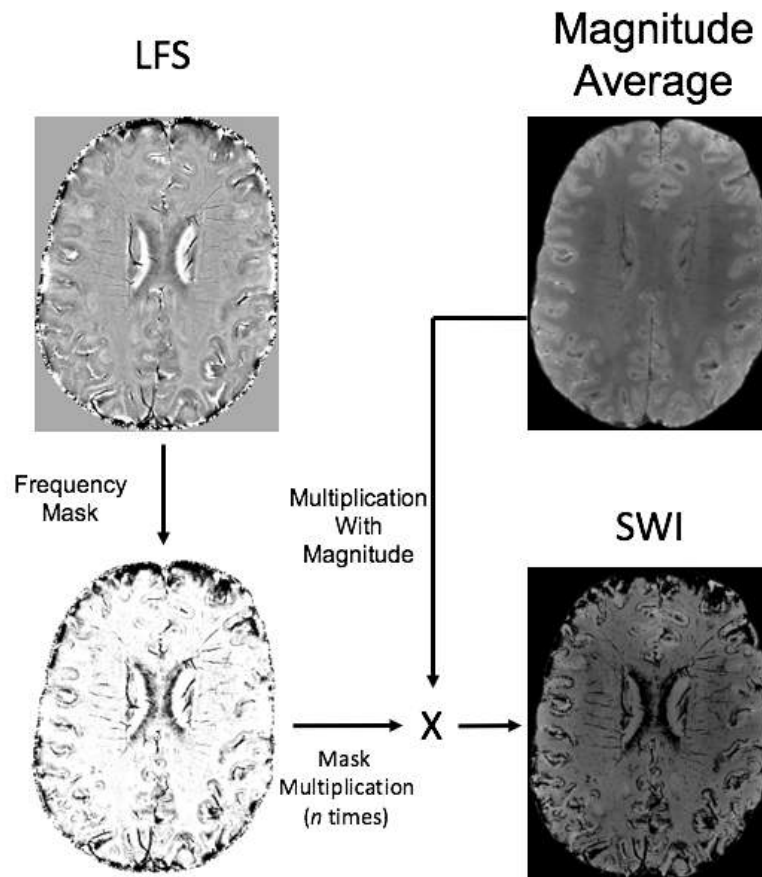 LFS
Magnitude
Average
Frequency
Mask
Multiplication
With
Magnitude
SWI
X
Mask
Multiplication
(n times)